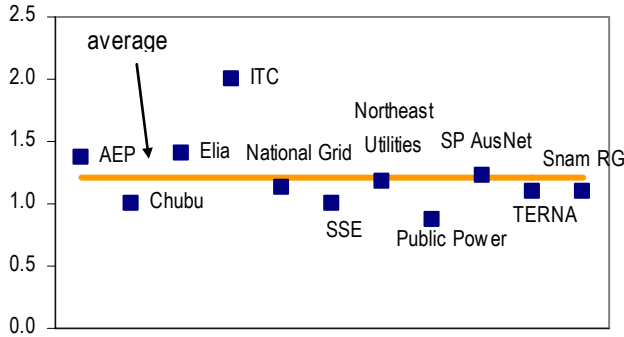 2.5
average
2.0
ITC
Northeast
1.5
AEP
Elia
National Grid
Utilities
SP AusNet
Snam RG
1.0
Chubu
SSE
Public Power
TERNA
0.5
0.0